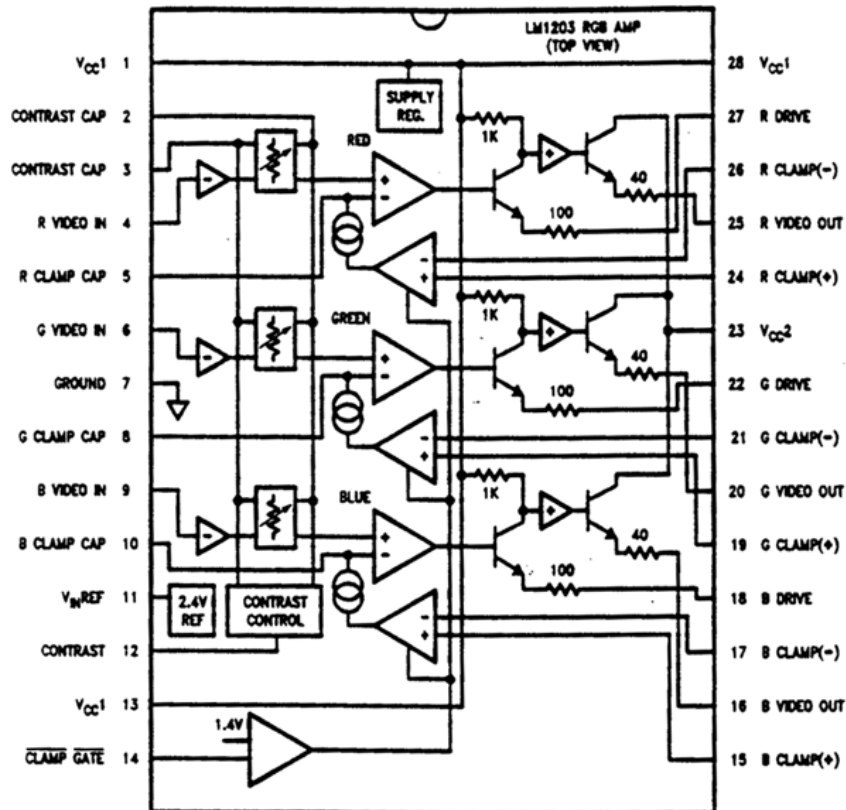 LM1203 RGB AMP
(TOP VIEW)
VCC1 1
28 VCC1
SUPPLY
REG.
CONTRAST CAP 2
1K
27 R DRIVE
RED
+
40
CONTRAST CAP 3
-
+
-
26 R CLAMP(-)
100
R VIDEO IN 4
25 R VIDEO OUT
-
+
R CLAMP CAP 5
24 R CLAMP(+)
1K
G VIDEO IN 6
GREEN
+
23 VCC2
-
+
-
40
GROUND 7
22 G DRIVE
100
G CLAMP CAP 8
-
+
21 G CLAMP(-)
1K
B VIDEO IN 9
BLUE
+
20 G VIDEO OUT
-
+
-
40
B CLAMP CAP 10
19 G CLAMP(+)
100
VINREF 11
2.4V
REF
CONTRAST
CONTROL
18 B DRIVE
-
+
CONTRAST 12
17 B CLAMP(-)
VCC1 13
16 B VIDEO OUT
1.4V
CLAMP GATE 14
15 B CLAMP(+)